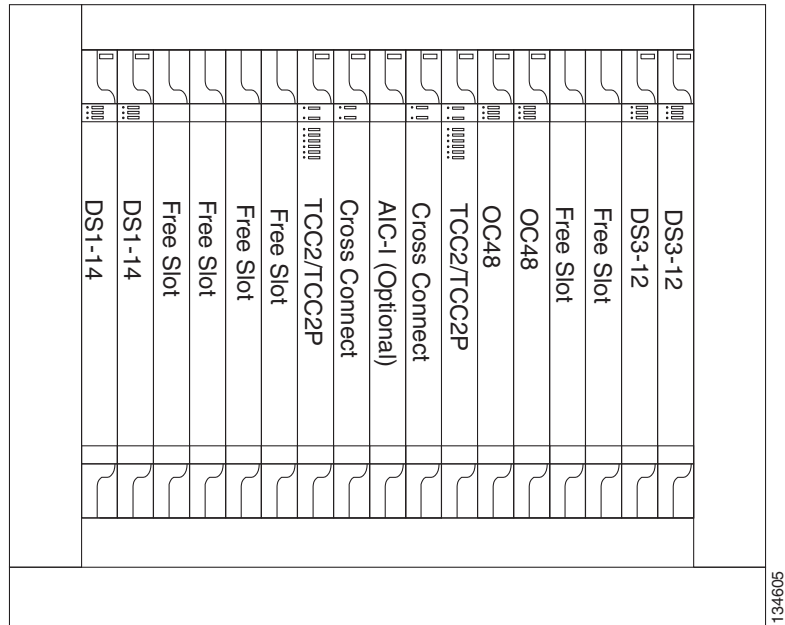 DS1-14
DS1-14
Free Slot
Free Slot
Free Slot
Free Slot
TCC2/TCC2P
Cross Connect
AIC-I (Optional)
Cross Connect
TCC2/TCC2P
OC48
OC48
Free Slot
Free Slot
DS3-12
DS3-12
134605